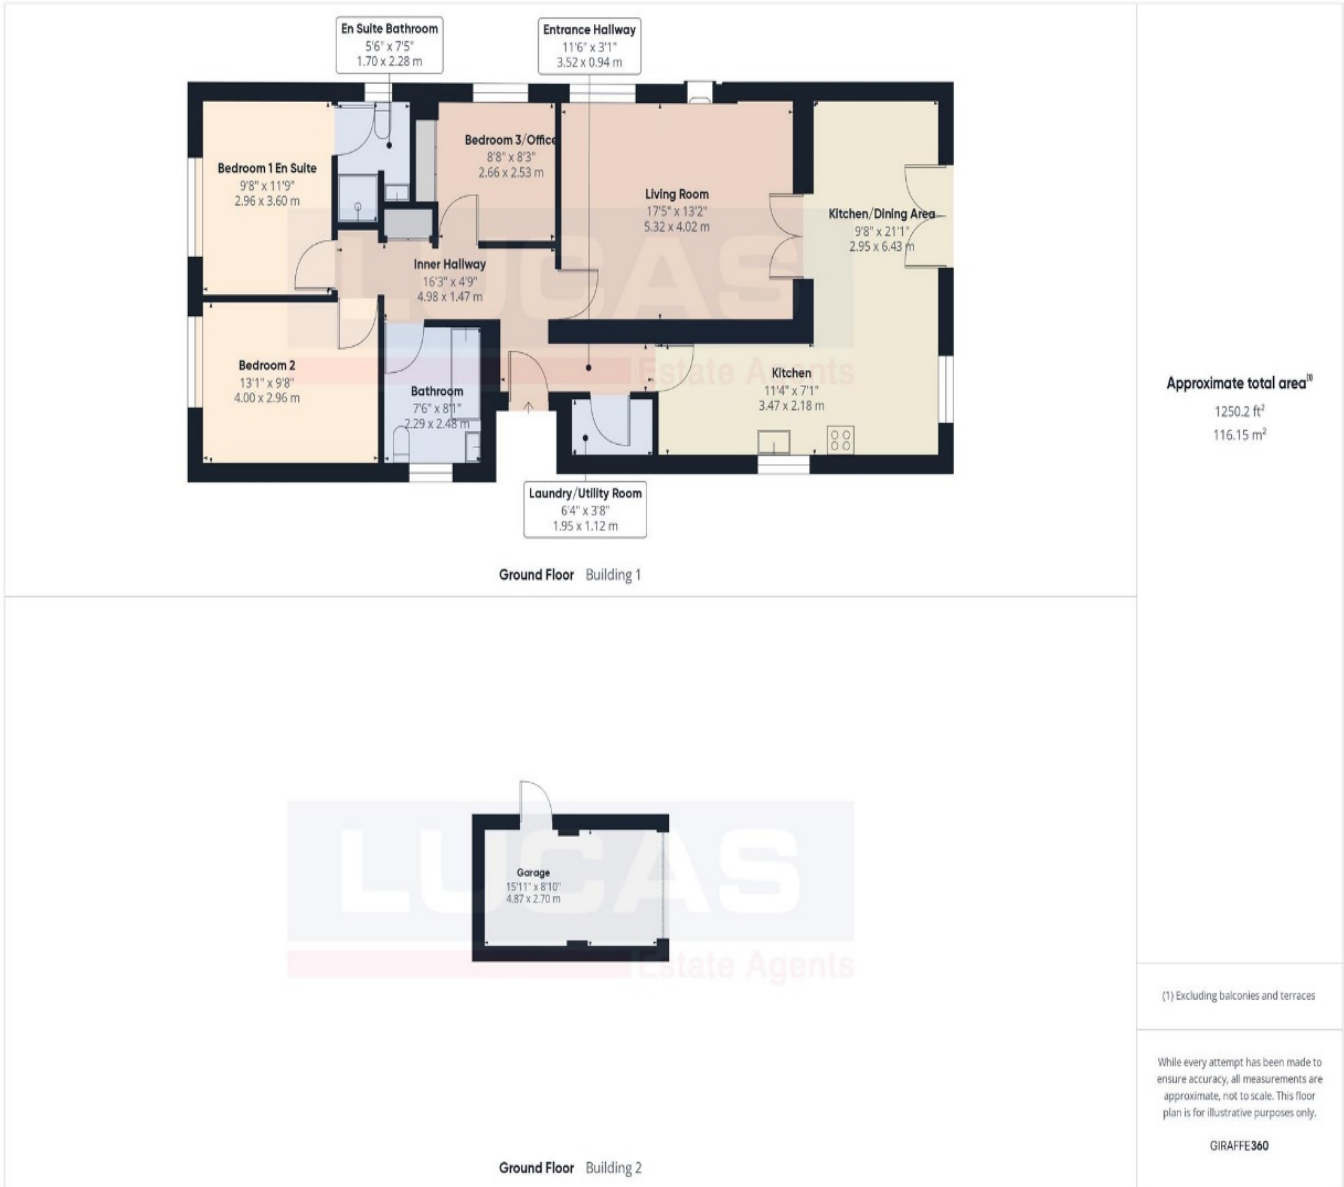 En Suite Bathroom
5'6" x 7'5"
1.70 x 2.28 m
Entrance Hallway
11'6" x 3'1"
3.52 x 0.94 m
Bedroom 1 En Suite
9'8" x 11'9"
2.96 x 3.60 m
Bedroom 3/Office
8'8" x 8'3"
2.66 x 2.53 m
Living Room
17'5" x 13'2"
5.32 x 4.02 m
Kitchen/Dining Area
9'8" x 21'1"
2.95 x 6.43 m
Inner Hallway
16'3" x 4'9"
4.98 x 1.47 m
LUCAS
Estate Agents
Bedroom 2
13'1" x 9'8"
4.00 x 2.96 m
Bathroom
7'6" x 8'1"
2.29 x 2.48 m
Kitchen
11'4" x 7'1"
3.47 x 2.18 m
Laundry/Utility Room
6'4" x 3'8"
1.95 x 1.12 m
Ground Floor Building 1
Approximate total area(1)
1250.2 ft²
116.15 m²
LUCAS
Estate Agents
Garage
15'11" x 8'10"
4.87 x 2.70 m
Ground Floor Building 2
(1) Excluding balconies and terraces
While every attempt has been made to
ensure accuracy, all measurements are
approximate, not to scale. This floor
plan is for illustrative purposes only.
GIRAFFE360